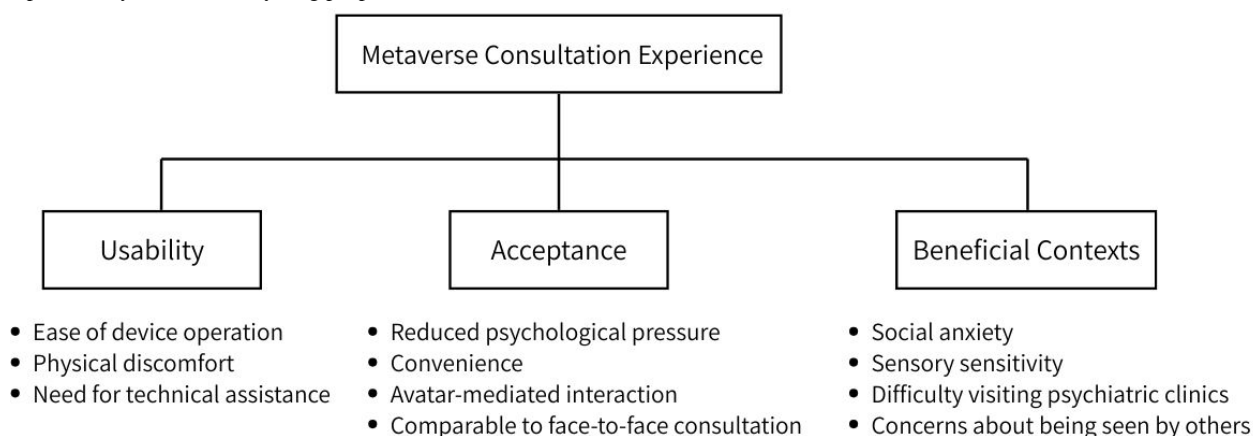 Metaverse Consultation Experience
Usability
Acceptance
Beneficial Contexts
• Ease of device operation
• Physical discomfort
• Need for technical assistance
• Reduced psychological pressure
• Convenience
• Avatar-mediated interaction
• Comparable to face-to-face consultation
• Social anxiety
• Sensory sensitivity
• Difficulty visiting psychiatric clinics
• Concerns about being seen by others